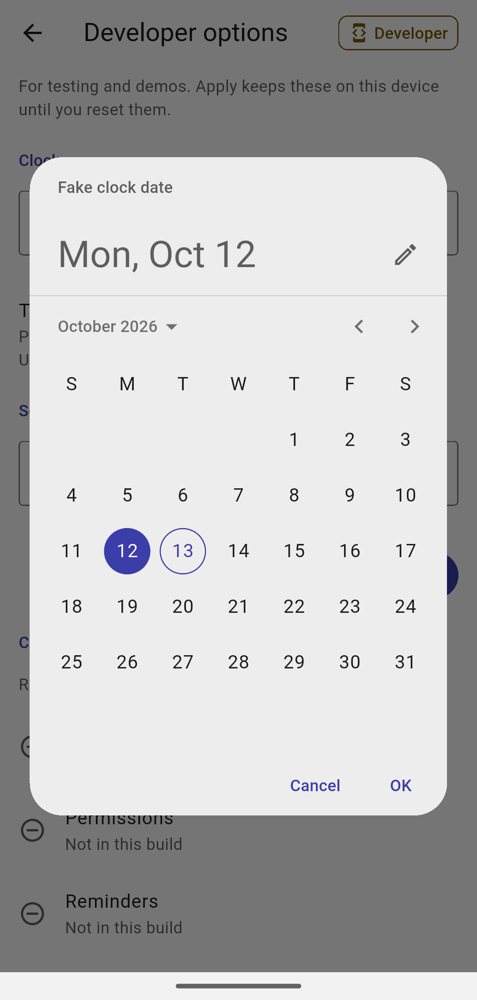 Developer options
Developer
For testing and demos. Apply keeps these on this device
until you reset them.
Fake clock date
Mon, Oct 12
October 2026
S M T W T F S
1 2 3
4 5 6 7 8 9 10
11 12 13 14 15 16 17
18 19 20 21 22 23 24
25 26 27 28 29 30 31
Cancel OK
Permissions
Not in this build
Reminders
Not in this build